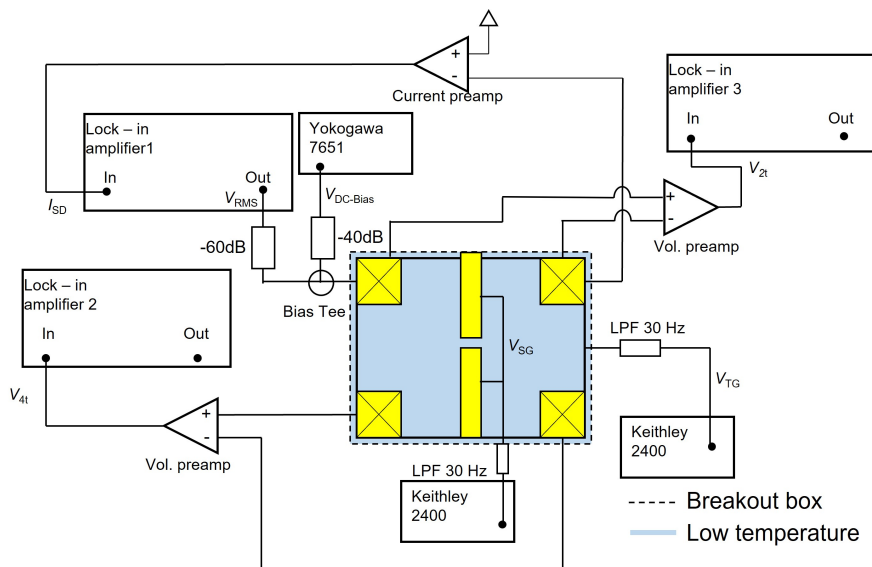 Current preamp
Lock – in
amplifier 3
In
Out
V2t
Lock – in
amplifier1
In
Out
Yokogawa
7651
ISD
VRMS
VDC-Bias
-60dB
-40dB
Bias Tee
+
-
+
-
Vol. preamp
Lock – in
amplifier 2
In
Out
V4t
VSG
LPF 30 Hz
VTG
+
-
Vol. preamp
LPF 30 Hz
Keithley
2400
Keithley
2400
Breakout box
Low temperature